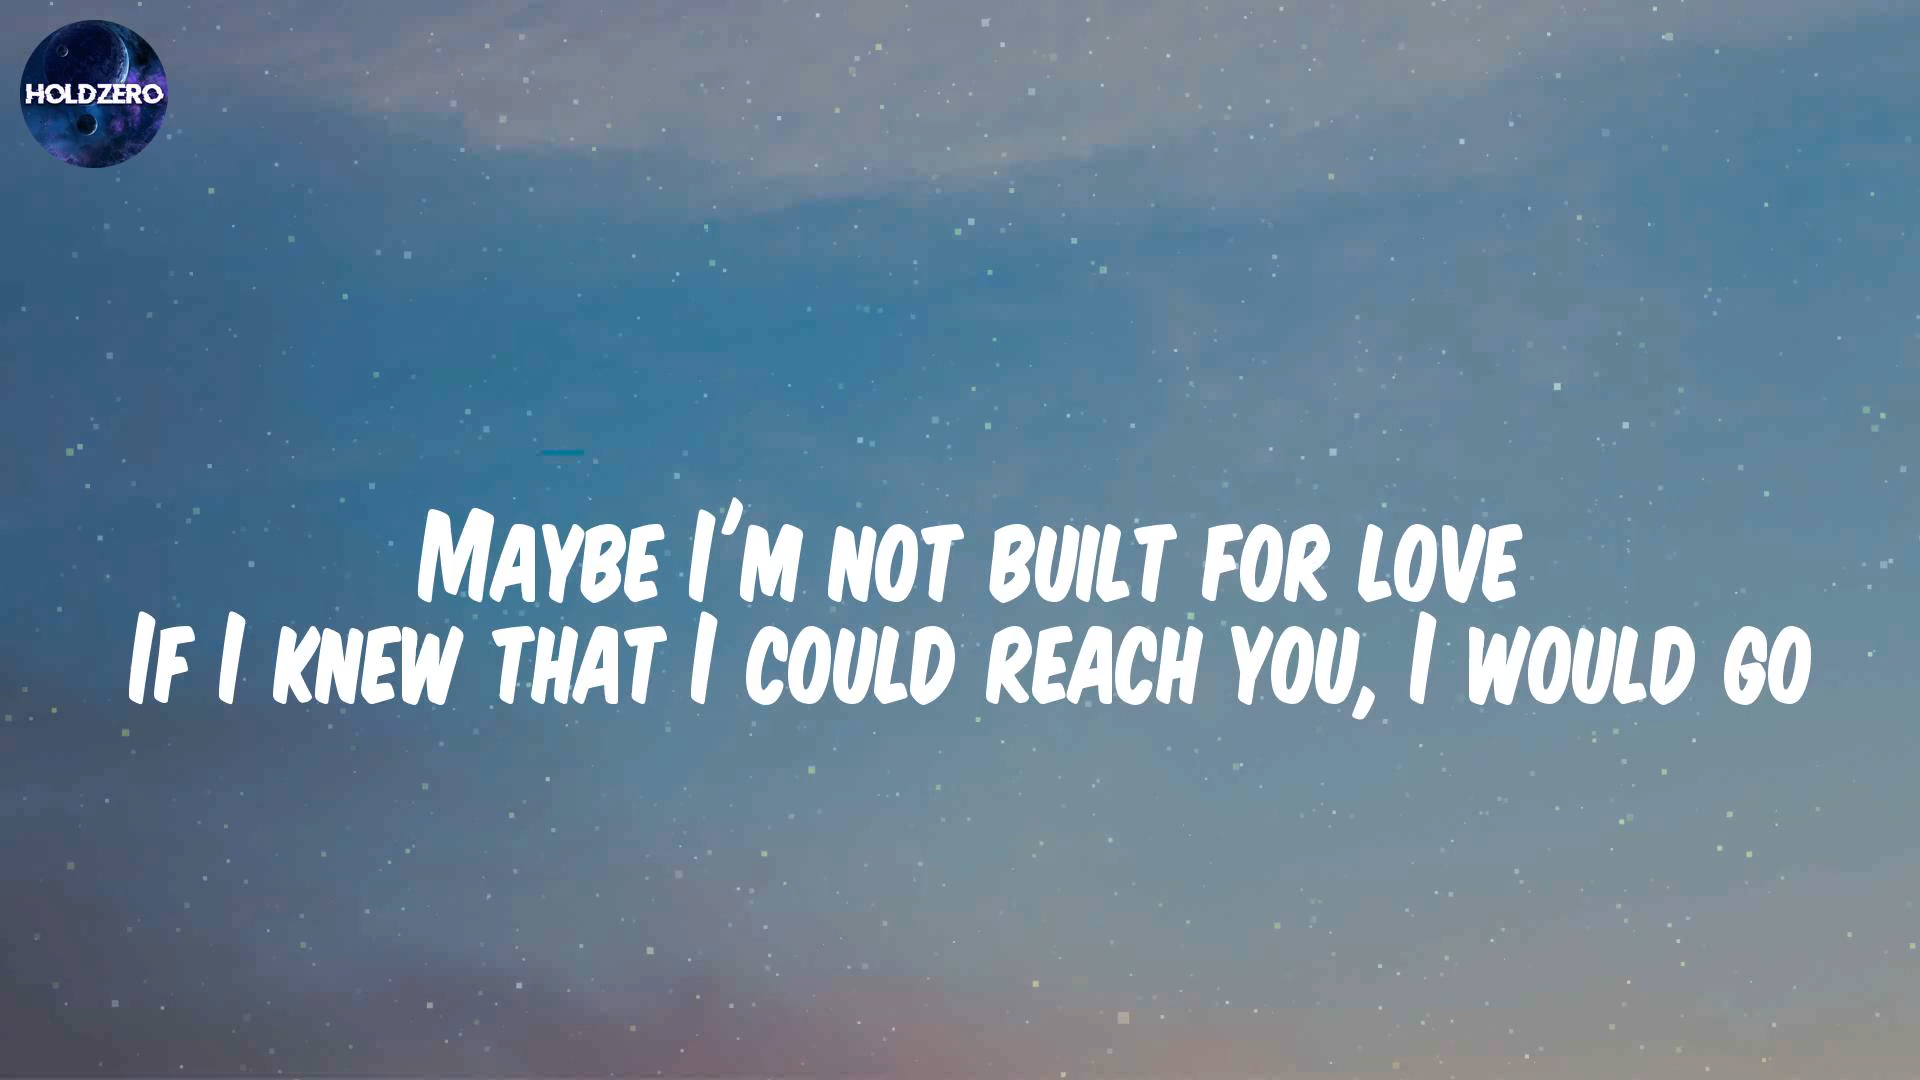 HOLDZERO
Maybe I'm not built for love
If I knew that I could reach you, I would go